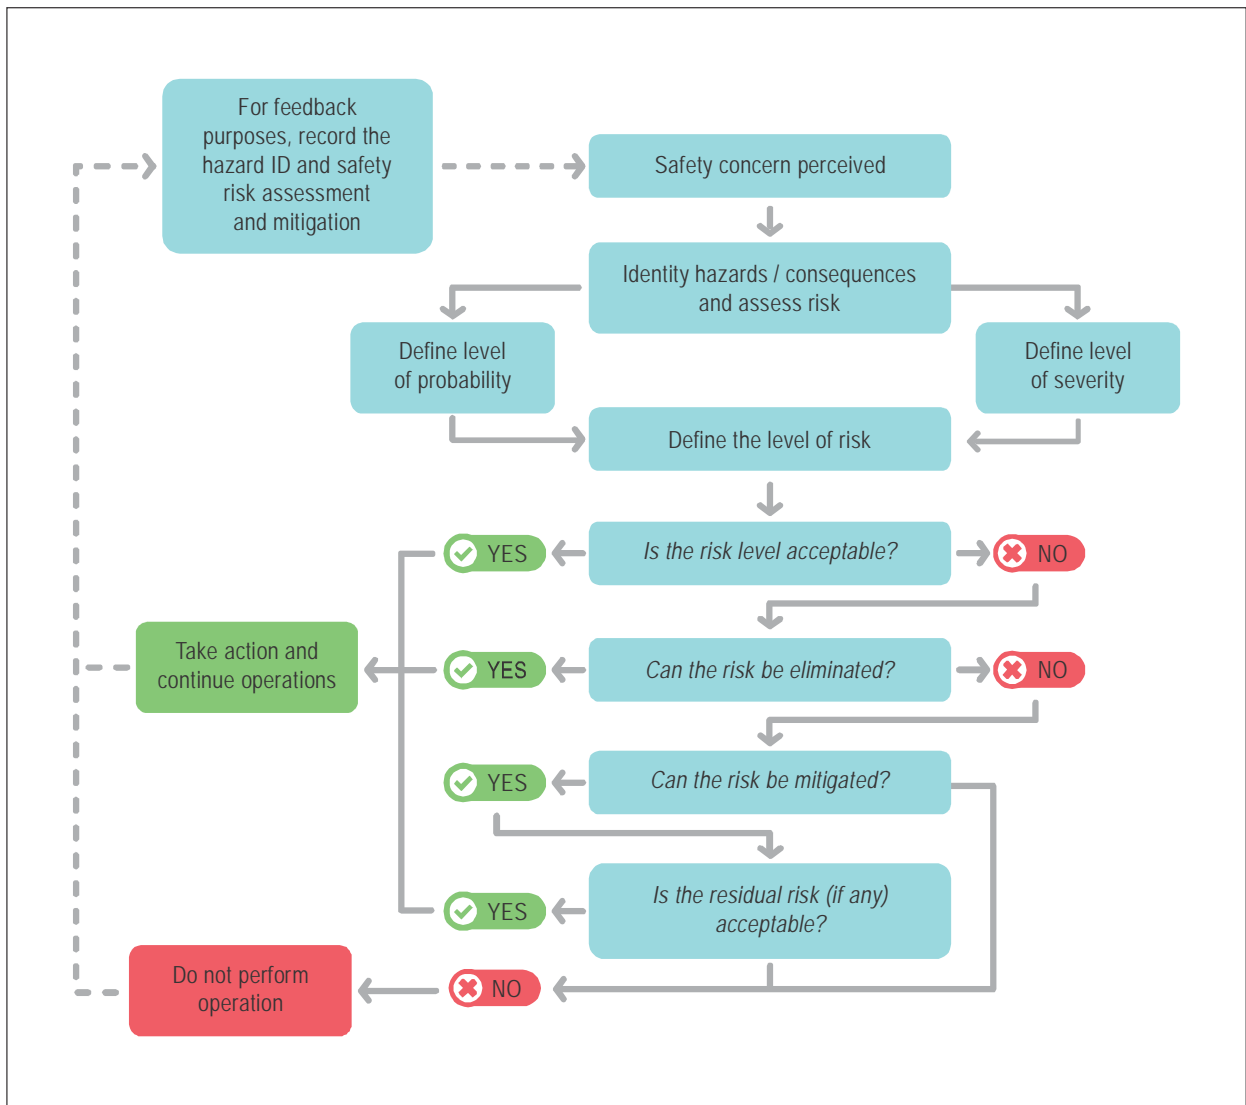 For feedback
purposes, record the
hazard ID and safety
risk assessment
and mitigation
Safety concern perceived
Identity hazards / consequences
and assess risk
Define level
of probability
Define level
of severity
Define the level of risk
YES
Is the risk level acceptable?
NO
Take action and
continue operations
YES
Can the risk be eliminated?
NO
YES
Can the risk be mitigated?
YES
Is the residual risk (if any)
acceptable?
Do not perform
operation
NO